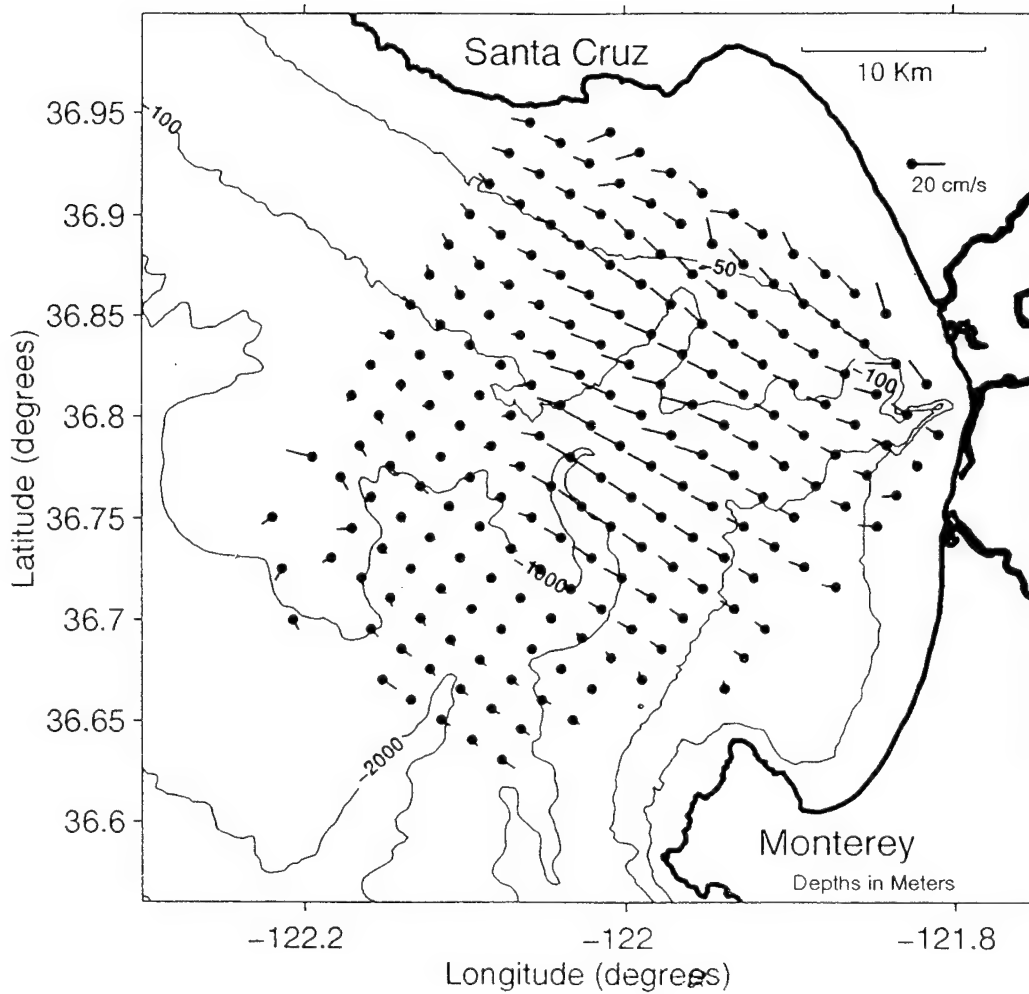 Santa Cruz
10 Km
20 cm/s
-100
-50
-100
-1000
-2000
Monterey
Depths in Meters
36.95
36.9
36.85
36.8
36.75
36.7
36.65
36.6
Latitude (degrees)
-122.2
-122
-121.8
Longitude (degrees)